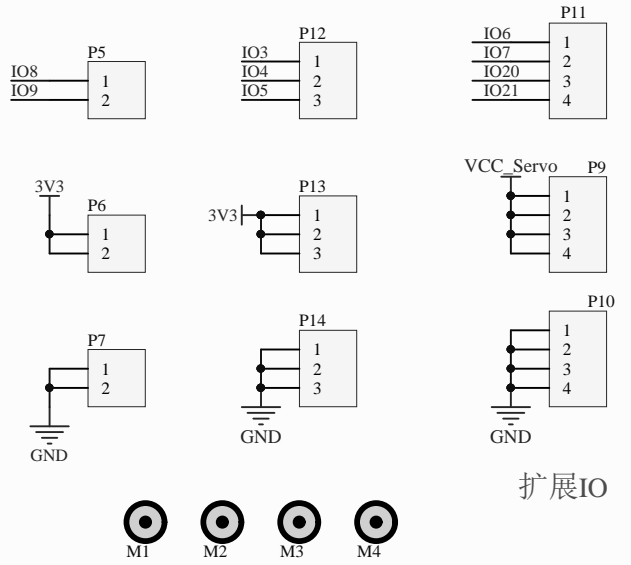 P5
IO8
IO9
1
2
P12
IO3
IO4
IO5
1
2
3
P11
IO6
IO7
IO20
IO21
1
2
3
4
3V3
P6
1
2
P13
3V3
1
2
3
VCC_Servo
P9
1
2
3
4
P7
1
2
GND
P14
1
2
3
GND
P10
1
2
3
4
GND
扩展IO
M1 M2 M3 M4